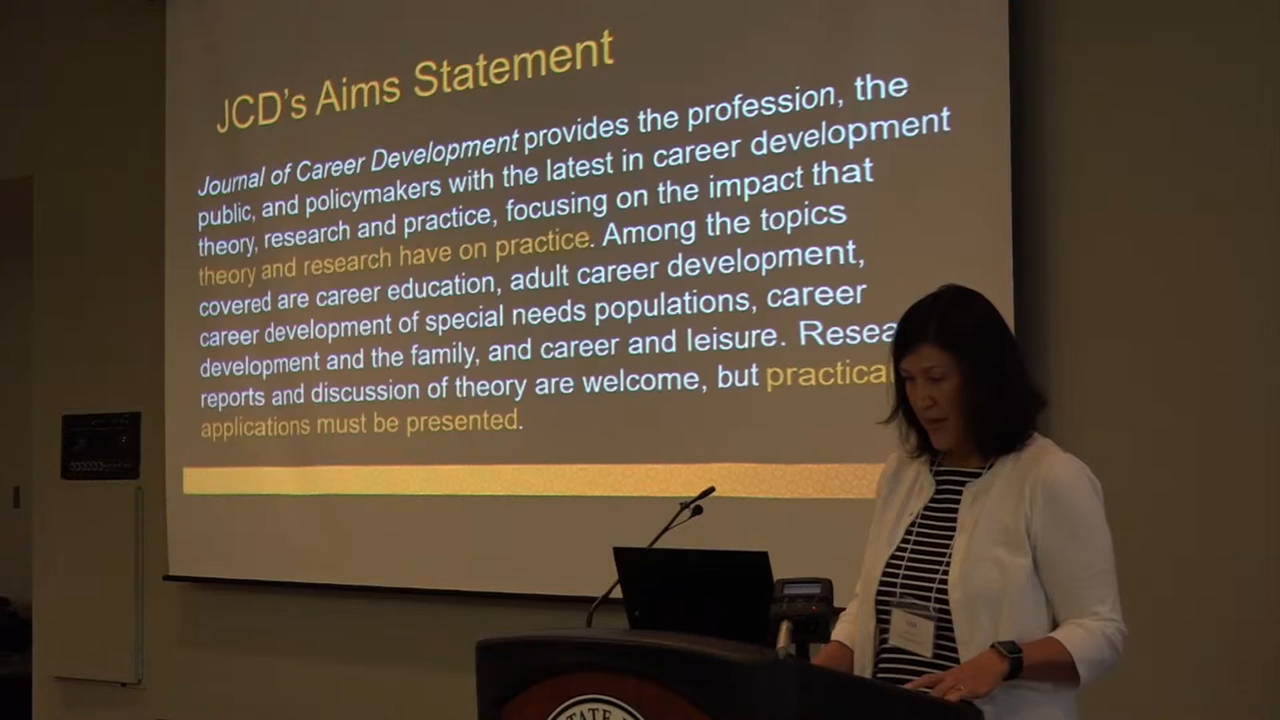 JCD's Aims Statement
Journal of Career Development provides the profession, the
public, and policymakers with the latest in career development
theory, research and practice, focusing on the impact that
theory and research have on practice. Among the topics
covered are career education, adult career development,
career development of special needs populations, career
development and the family, and career and leisure. Resea
reports and discussion of theory are welcome, but practical
applications must be presented.
STATE